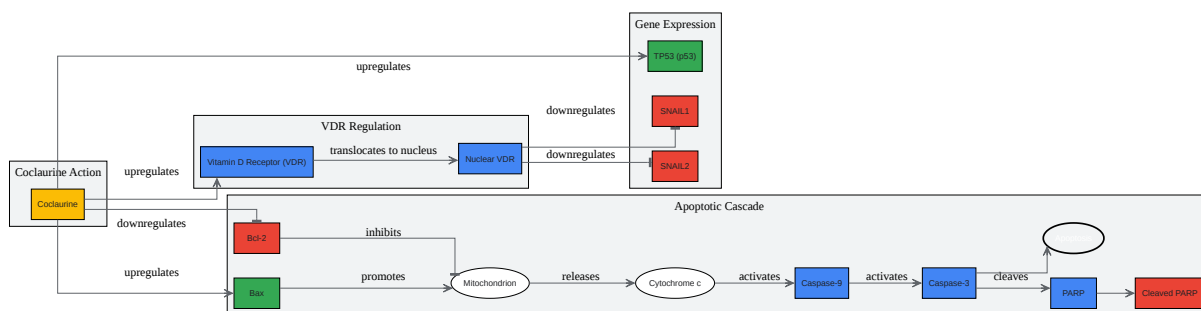 Gene Expression
TP53 (p53)
upregulates
SNAIL1
downregulates
VDR Regulation
Vitamin D Receptor (VDR)
translocates to nucleus
Nuclear VDR
downregulates
SNAIL2
Coclaurine Action
Coclaurine
upregulates
downregulates
upregulates
Apoptotic Cascade
Bcl-2
inhibits
Bax
promotes
Mitochondrion
releases
Cytochrome c
activates
Caspase-9
activates
Caspase-3
cleaves
PARP
Cleaved PARP